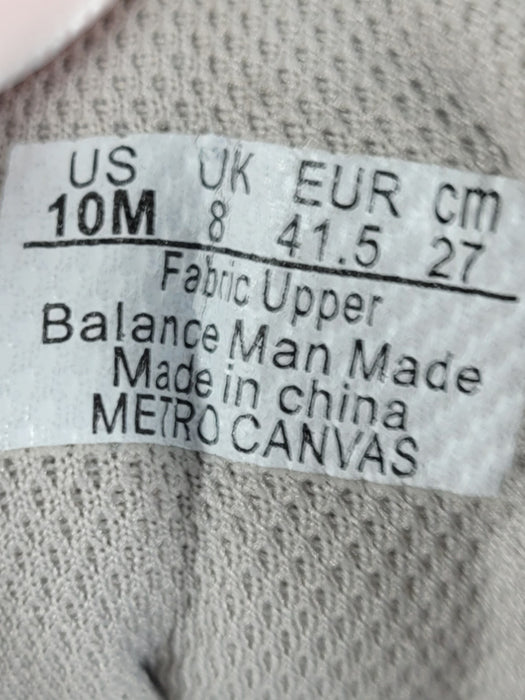 US UK EUR cm
10M 8 41.5 27
Fabric Upper
Balance Man Made
Made in china
METRO CANVAS